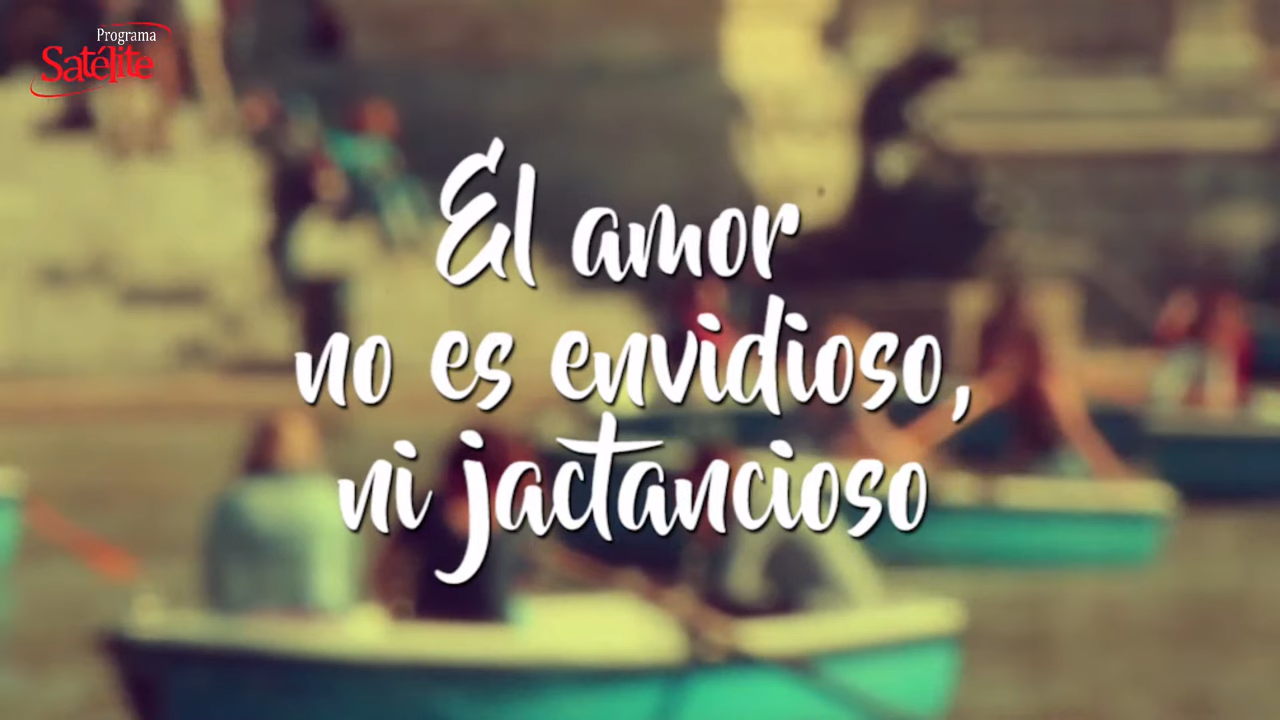 Programa
Satélite
El amor
no es envidioso,
ni jactancioso